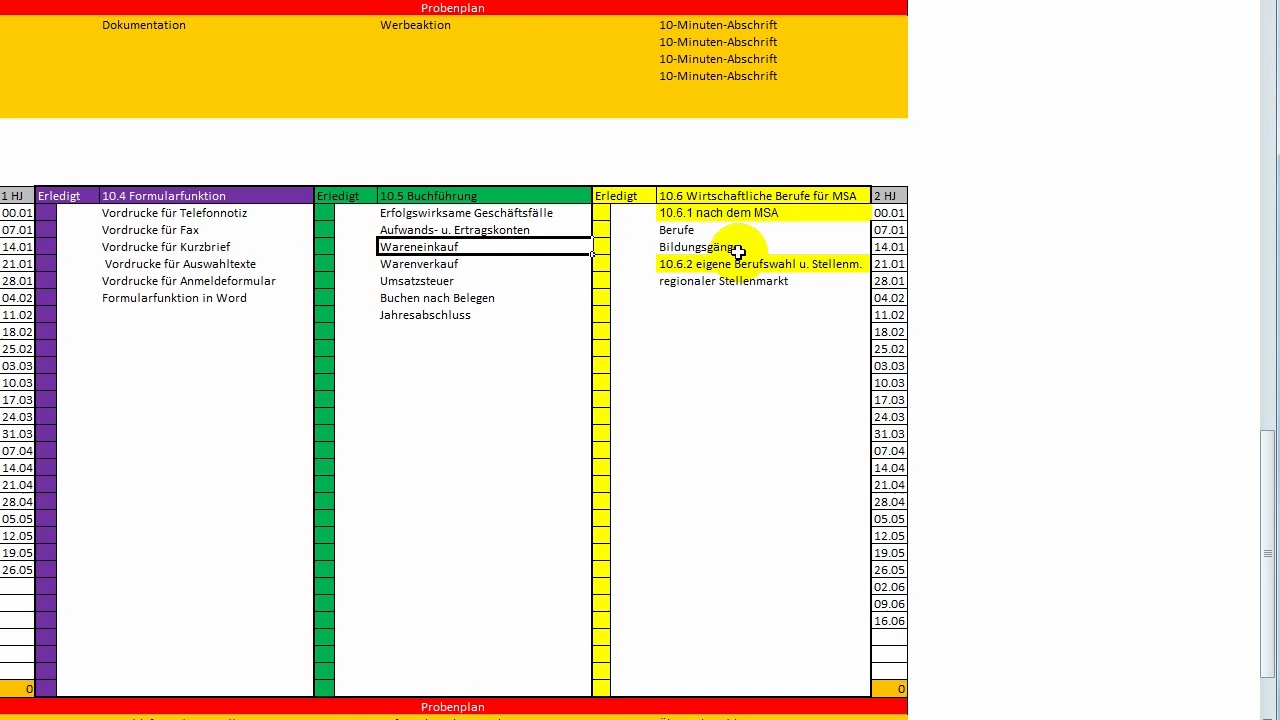 Probenplan
Dokumentation Werbeaktion 10-Minuten-Abschrift
10-Minuten-Abschrift
10-Minuten-Abschrift
10-Minuten-Abschrift
1 HJ Erledigt 10.4 Formularfunktion Erledigt 10.5 Buchführung Erledigt 10.6 Wirtschaftliche Berufe für MSA 2 HJ
00.01 Vordrucke für Telefonnotiz Erfolgswirksame Geschäftsfälle 10.6.1 nach dem MSA 00.01
07.01 Vordrucke für Fax Aufwands- u. Ertragskonten Berufe 07.01
14.01 Vordrucke für Kurzbrief Wareneinkauf Bildungsgänge 14.01
21.01 Vordrucke für Auswahltexte Warenverkauf 10.6.2 eigene Berufswahl u. Stellenm. 21.01
28.01 Vordrucke für Anmeldeformular Umsatzsteuer regionaler Stellenmarkt 28.01
04.02 Formularfunktion in Word Buchen nach Belegen 04.02
11.02 Jahresabschluss 11.02
18.02 18.02
25.02 25.02
03.03 03.03
10.03 10.03
17.03 17.03
24.03 24.03
31.03 31.03
07.04 07.04
14.04 14.04
21.04 21.04
28.04 28.04
05.05 05.05
12.05 12.05
19.05 19.05
26.05 26.05
02.06
09.06
16.06
0 0
Probenplan